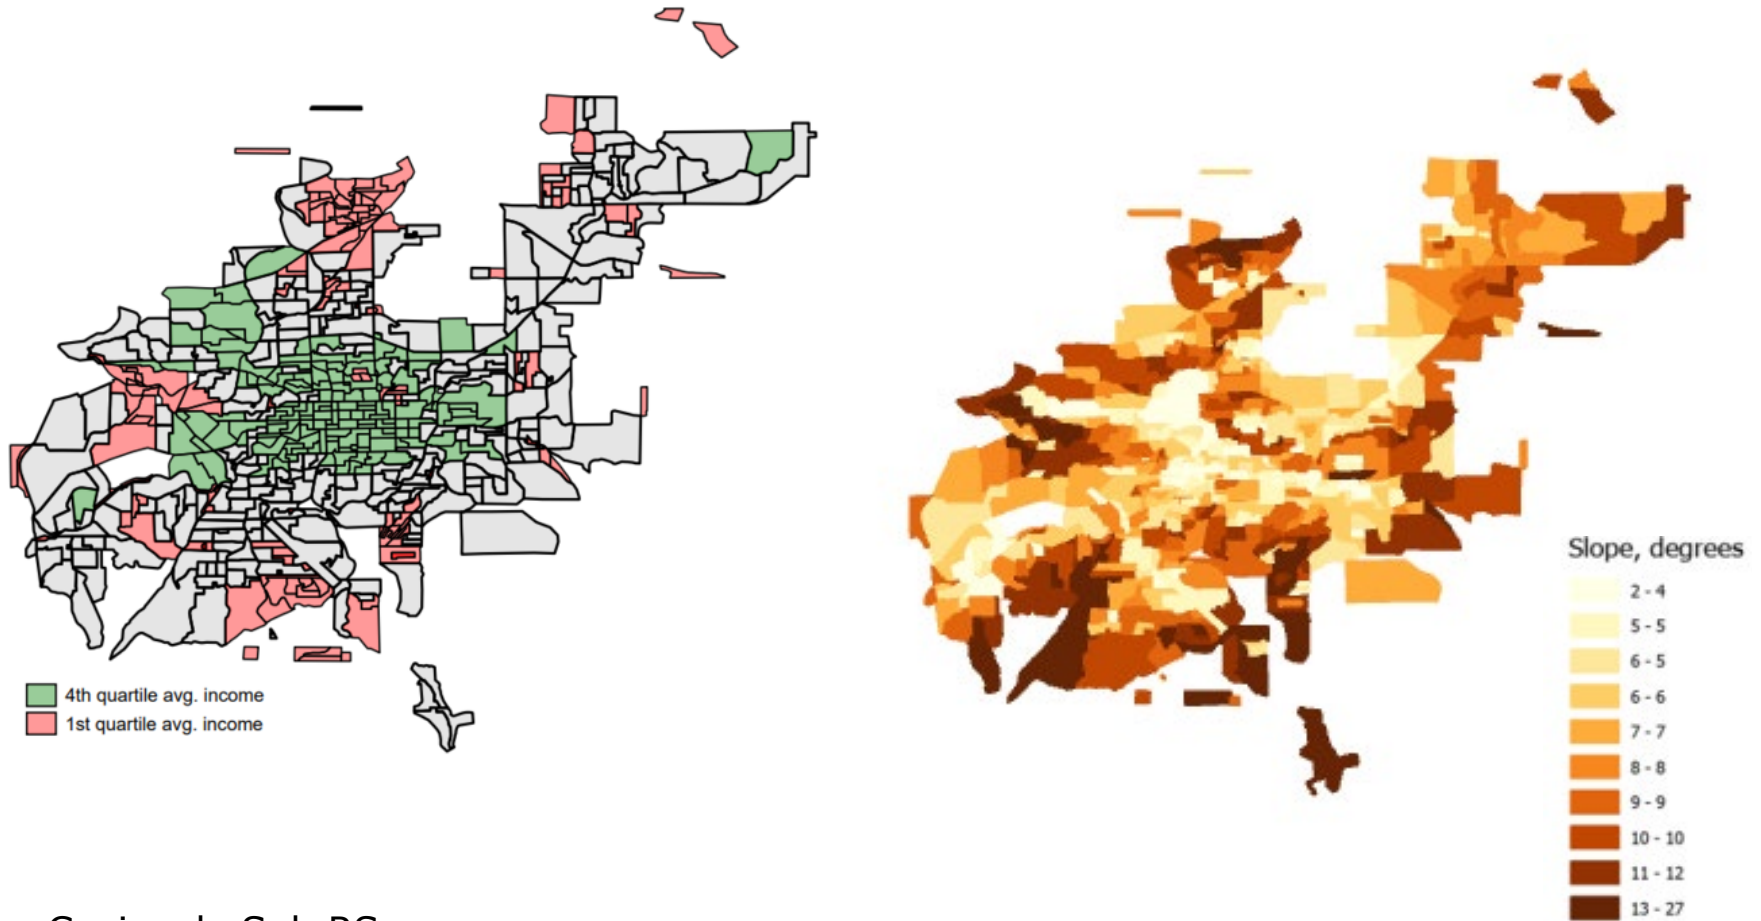 4th quartile avg. income
1st quartile avg. income
Slope, degrees
2 - 4
5 - 5
6 - 5
6 - 6
7 - 7
8 - 8
9 - 9
10 - 10
11 - 12
13 - 27